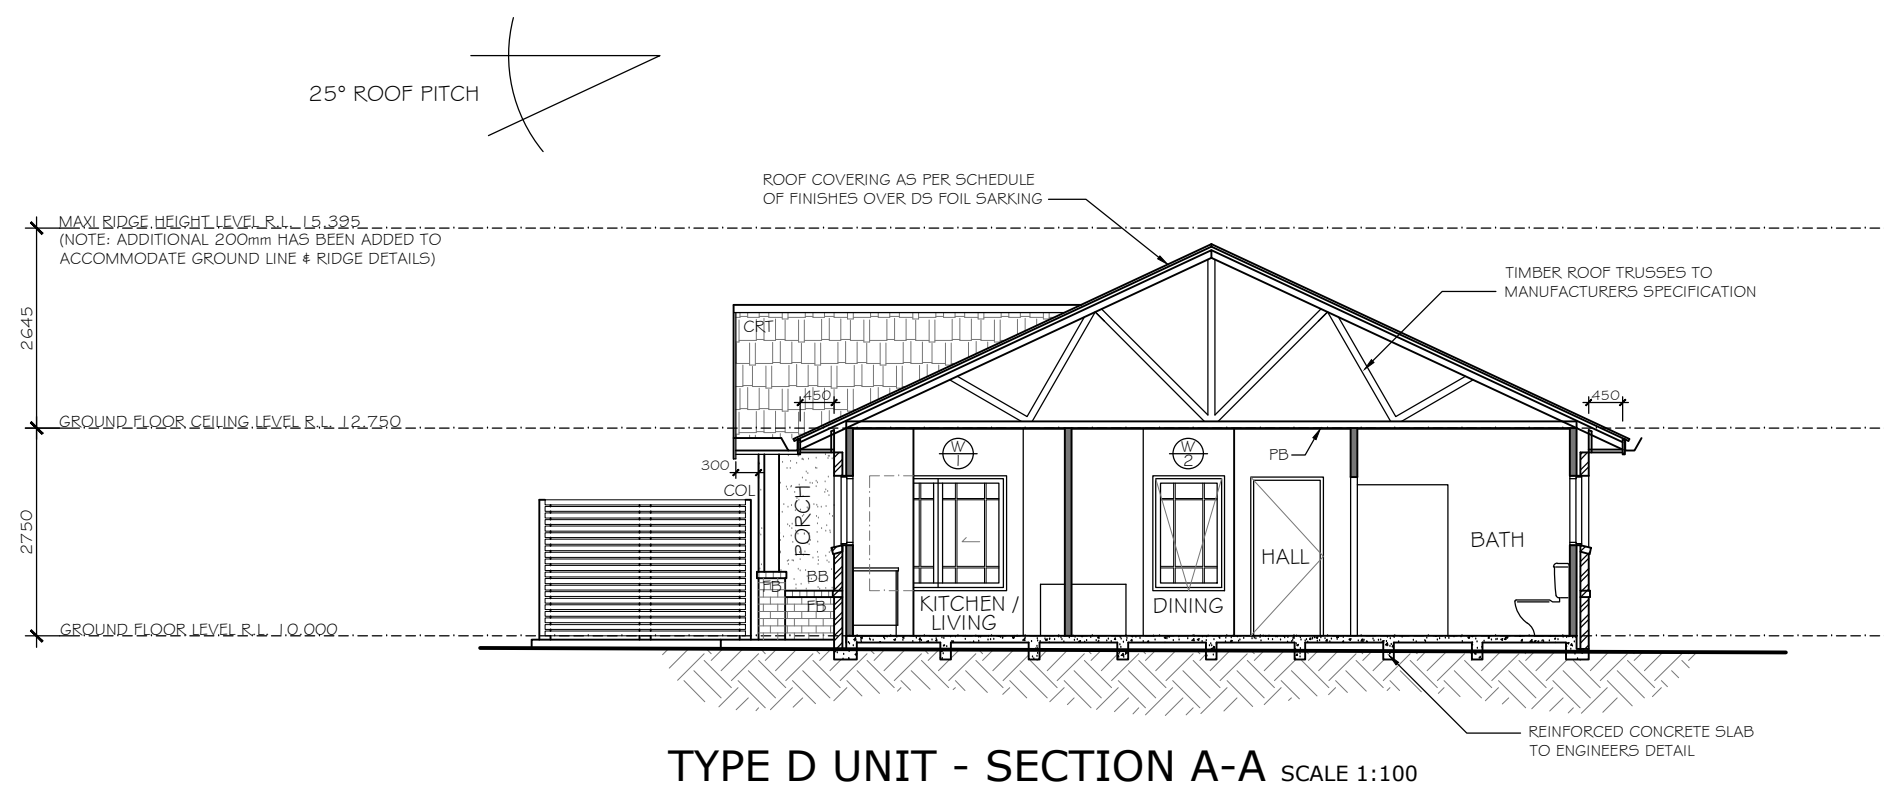 25° ROOF PITCH
ROOF COVERING AS PER SCHEDULE
OF FINISHES OVER DS FOIL SARKING
MAXI RIDGE HEIGHT LEVEL R.L. 15.395
(NOTE: ADDITIONAL 200mm HAS BEEN ADDED TO
ACCOMMODATE GROUND LINE & RIDGE DETAILS)
TIMBER ROOF TRUSSES TO
MANUFACTURERS SPECIFICATION
2645
CRT
450
450
GROUND FLOOR CEILING LEVEL R.L. 12.750
W
1
W
2
PB
300
COL
PORCH
2750
HALL
BATH
FB
BB
FB
KITCHEN /
LIVING
DINING
GROUND FLOOR LEVEL R.L. 10.000
REINFORCED CONCRETE SLAB
TO ENGINEERS DETAIL
TYPE D UNIT - SECTION A-A SCALE 1:100